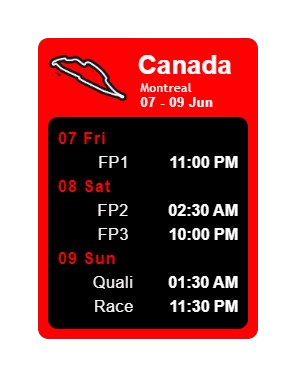 Canada
Montreal
07 - 09 Jun
07 Fri
FP1 11:00 PM
08 Sat
FP2 02:30 AM
FP3 10:00 PM
09 Sun
Quali 01:30 AM
Race 11:30 PM